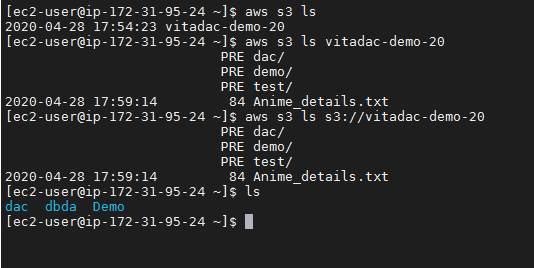 [ec2-user@ip-172-31-95-24 ~]$ aws s3 ls
2020-04-28 17:54:23 vitadac-demo-20
[ec2-user@ip-172-31-95-24 ~]$ aws s3 ls vitadac-demo-20
                           PRE dac/
                           PRE demo/
                           PRE test/
2020-04-28 17:59:14         84 Anime_details.txt
[ec2-user@ip-172-31-95-24 ~]$ aws s3 ls s3://vitadac-demo-20
                           PRE dac/
                           PRE demo/
                           PRE test/
2020-04-28 17:59:14         84 Anime_details.txt
[ec2-user@ip-172-31-95-24 ~]$ ls
dac  dbda  Demo
[ec2-user@ip-172-31-95-24 ~]$